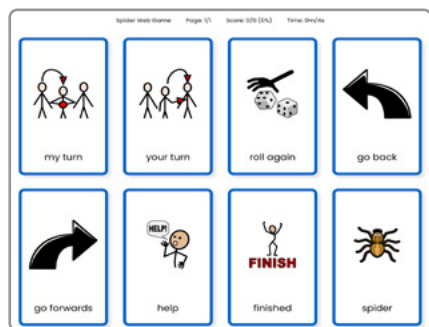 Spider Web Game Page: 1/1 Score: 0/0 (0%) Time: 0m/4s
my turn your turn roll again go back
HELP!
FINISH
go forwards help finished spider